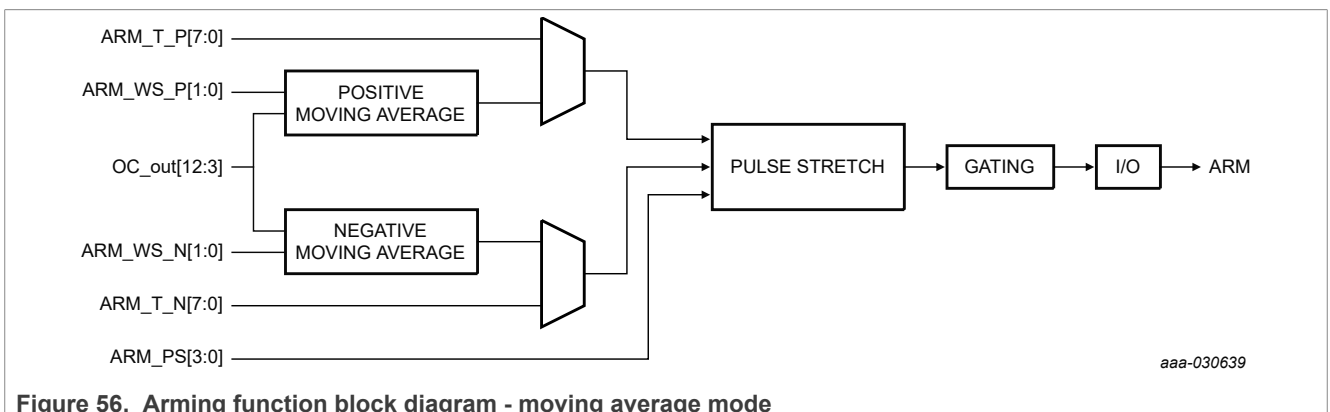 ARM_T_P[7:0]
ARM_WS_P[1:0]
POSITIVE
MOVING AVERAGE
OC_out[12:3]
PULSE STRETCH
GATING
I/O
ARM
NEGATIVE
MOVING AVERAGE
ARM_WS_N[1:0]
ARM_T_N[7:0]
ARM_PS[3:0]
aaa-030639
Figure 56. Arming function block diagram - moving average mode